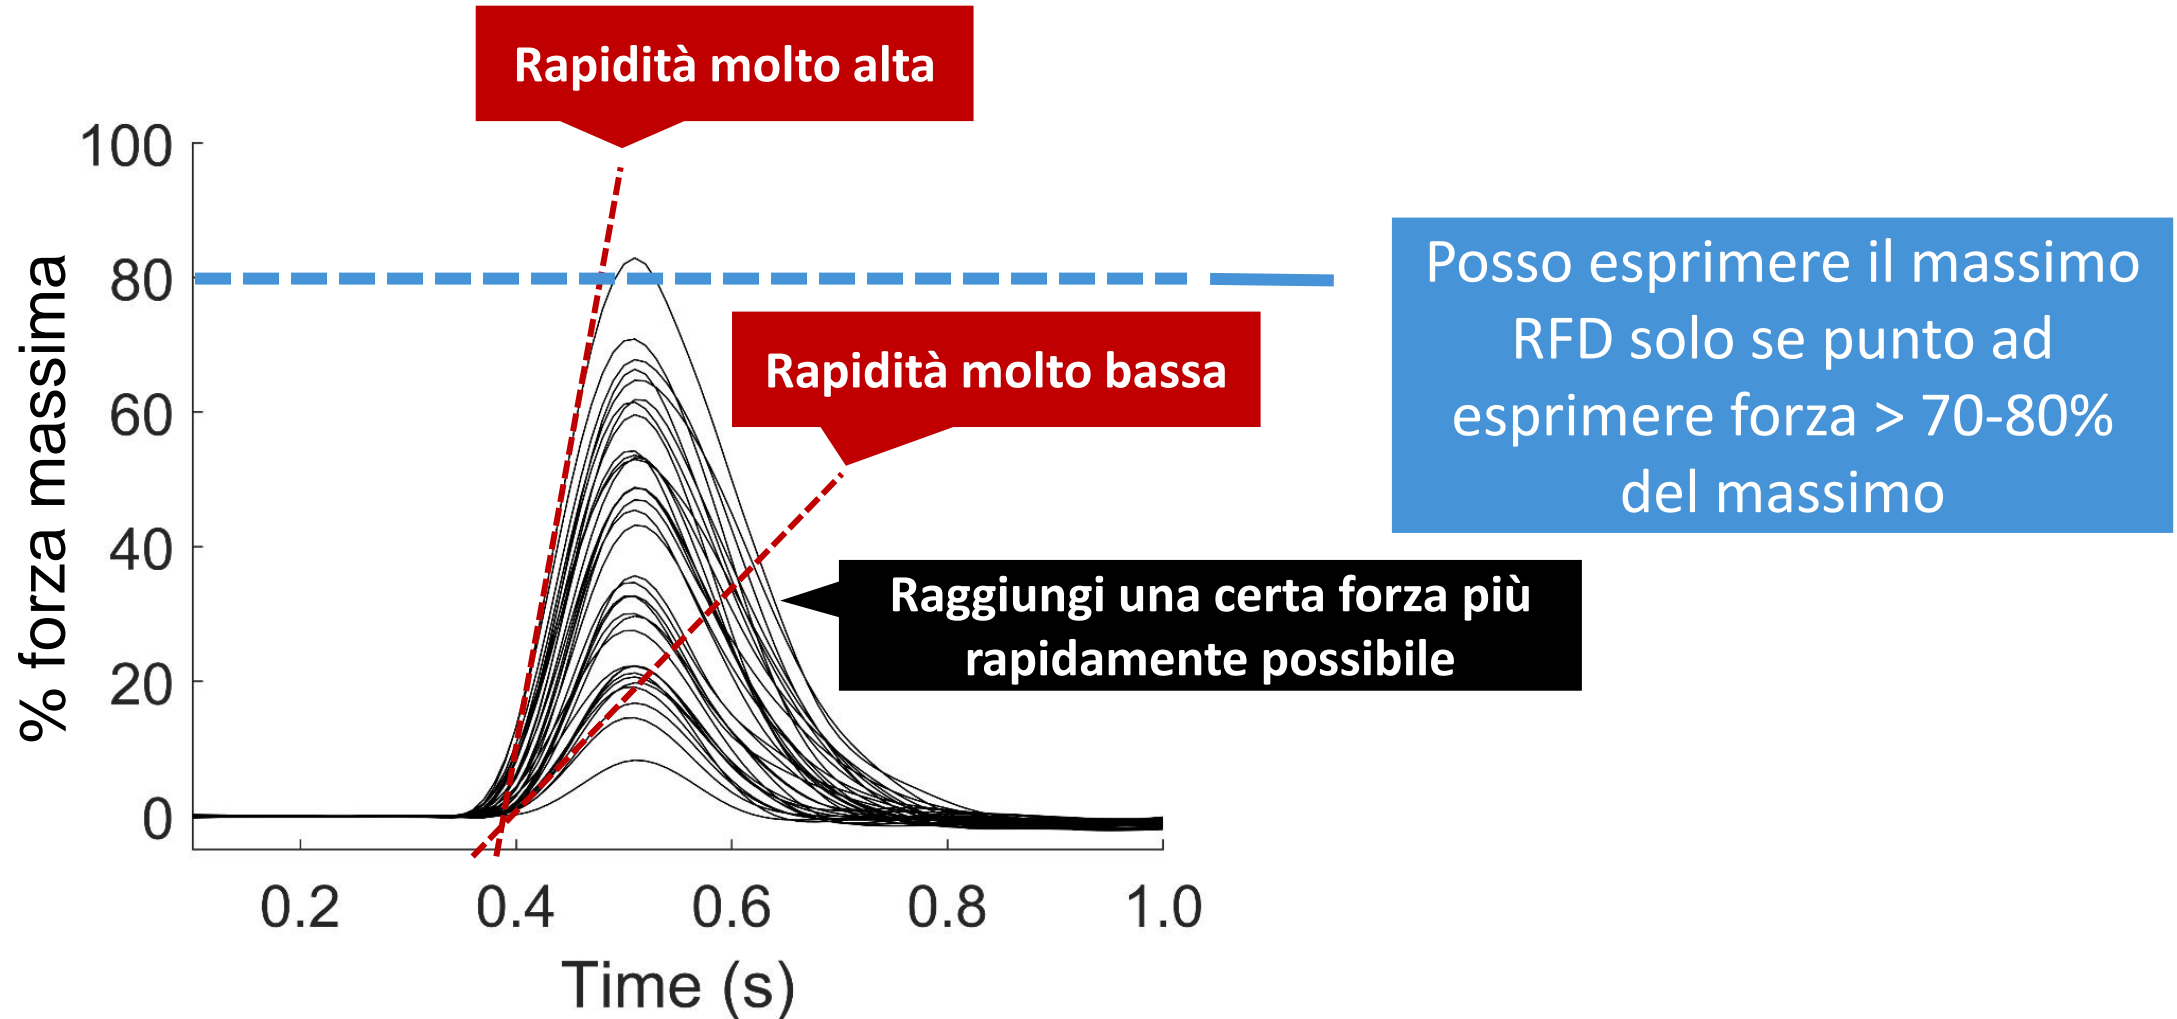 Rapidità molto alta
100
80
60
40
20
0
% forza massima
Rapidità molto bassa
Posso esprimere il massimo
RFD solo se punto ad
esprimere forza > 70-80%
del massimo
Raggiungi una certa forza più
rapidamente possibile
0.2 0.4 0.6 0.8 1.0
Time (s)